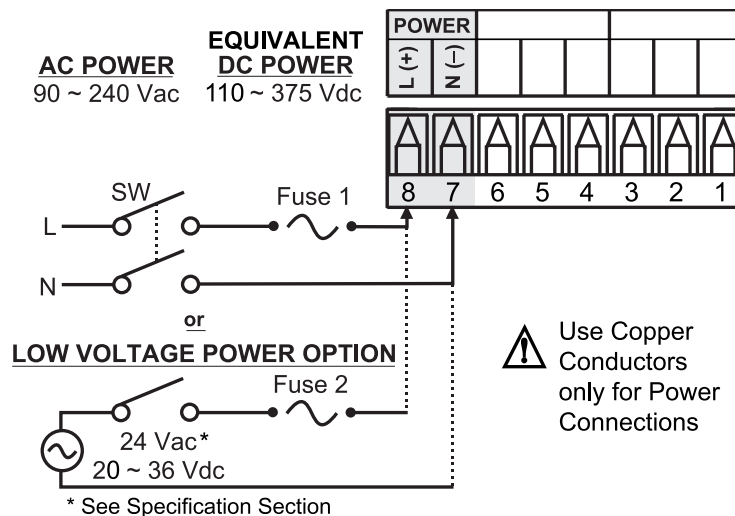 AC POWER
90 ~ 240 Vac
EQUIVALENT
DC POWER
110 ~ 375 Vdc
POWER
L (+)
N (–)
8 7 6 5 4 3 2 1
SW
Fuse 1
L
N
or
LOW VOLTAGE POWER OPTION
Fuse 2
24 Vac*
20 ~ 36 Vdc
* See Specification Section
Use Copper
Conductors
only for Power
Connections